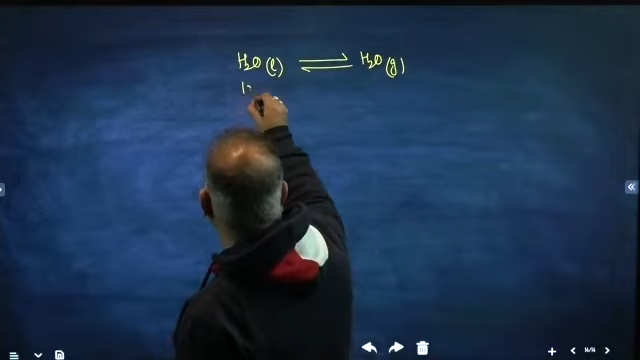 H₂O (l) ⇌ H₂O (g)